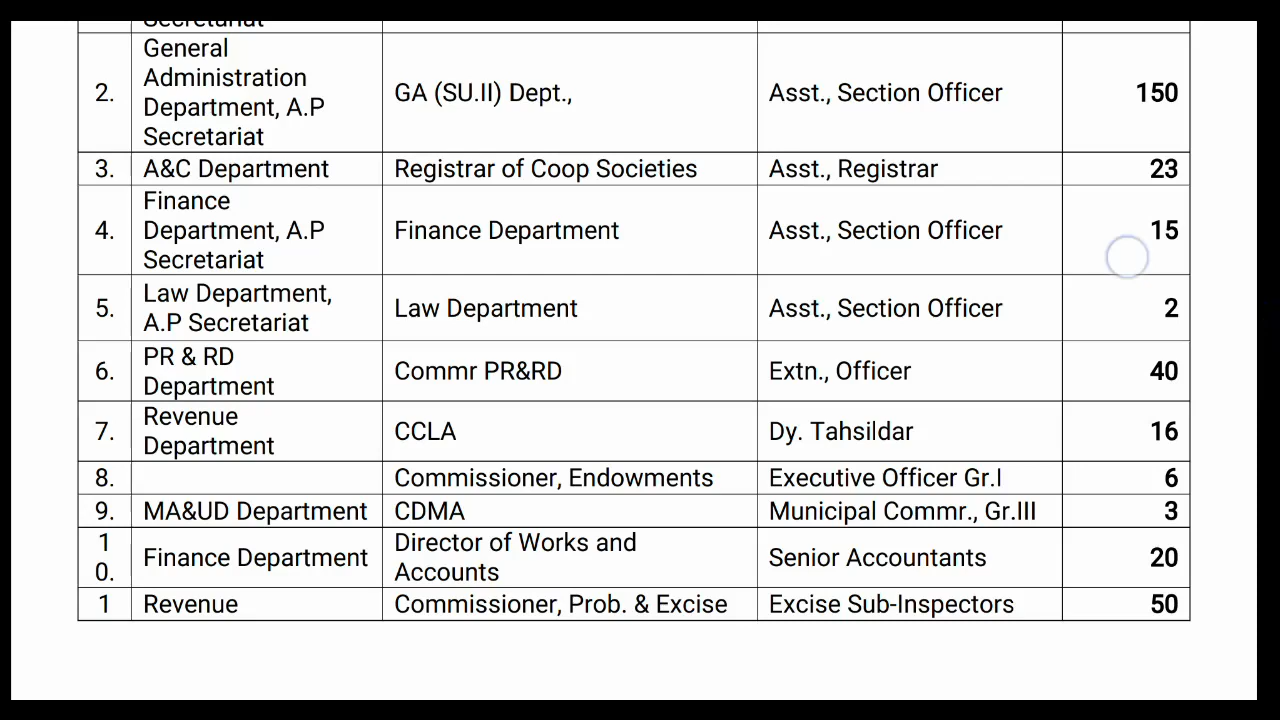 Secretariat
2. General Administration Department, A.P Secretariat GA (SU.II) Dept., Asst., Section Officer 150
3. A&C Department Registrar of Coop Societies Asst., Registrar 23
4. Finance Department, A.P Secretariat Finance Department Asst., Section Officer 15
5. Law Department, A.P Secretariat Law Department Asst., Section Officer 2
6. PR & RD Department Commr PR&RD Extn., Officer 40
7. Revenue Department CCLA Dy. Tahsildar 16
8. Commissioner, Endowments Executive Officer Gr.I 6
9. MA&UD Department CDMA Municipal Commr., Gr.III 3
10. Finance Department Director of Works and Accounts Senior Accountants 20
1 Revenue Commissioner, Prob. & Excise Excise Sub-Inspectors 50